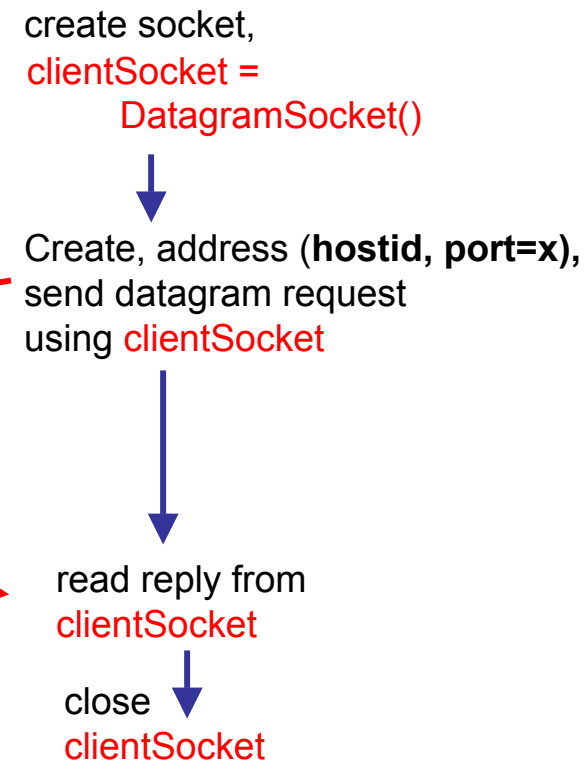 create socket,
clientSocket =
DatagramSocket()
Create, address (hostid, port=x),
send datagram request
using clientSocket
read reply from
clientSocket
close
clientSocket